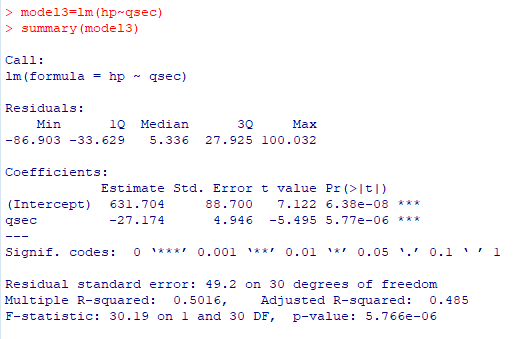 > model3=lm(hp~qsec)
> summary(model3)
Call:
lm(formula = hp ~ qsec)
Residuals:
    Min      1Q  Median      3Q     Max
-86.903 -33.629   5.336  27.925 100.032
Coefficients:
            Estimate Std. Error t value Pr(>|t|)
(Intercept)  631.704     88.700   7.122 6.38e-08 ***
qsec         -27.174      4.946  -5.495 5.77e-06 ***
---
Signif. codes:  0 ‘***’ 0.001 ‘**’ 0.01 ‘*’ 0.05 ‘.’ 0.1 ‘ ’ 1
Residual standard error: 49.2 on 30 degrees of freedom
Multiple R-squared:  0.5016,    Adjusted R-squared:  0.485
F-statistic: 30.19 on 1 and 30 DF,  p-value: 5.766e-06